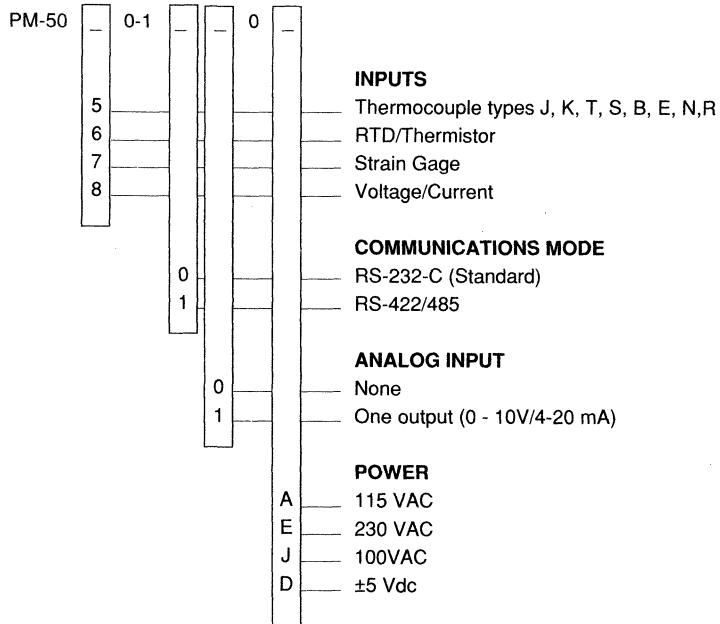 PM-50 _ 0-1 _ _ 0 _
INPUTS
5 Thermocouple types J, K, T, S, B, E, N,R
6 RTD/Thermistor
7 Strain Gage
8 Voltage/Current
COMMUNICATIONS MODE
0 RS-232-C (Standard)
1 RS-422/485
ANALOG INPUT
0 None
1 One output (0 - 10V/4-20 mA)
POWER
A 115 VAC
E 230 VAC
J 100VAC
D ±5 Vdc